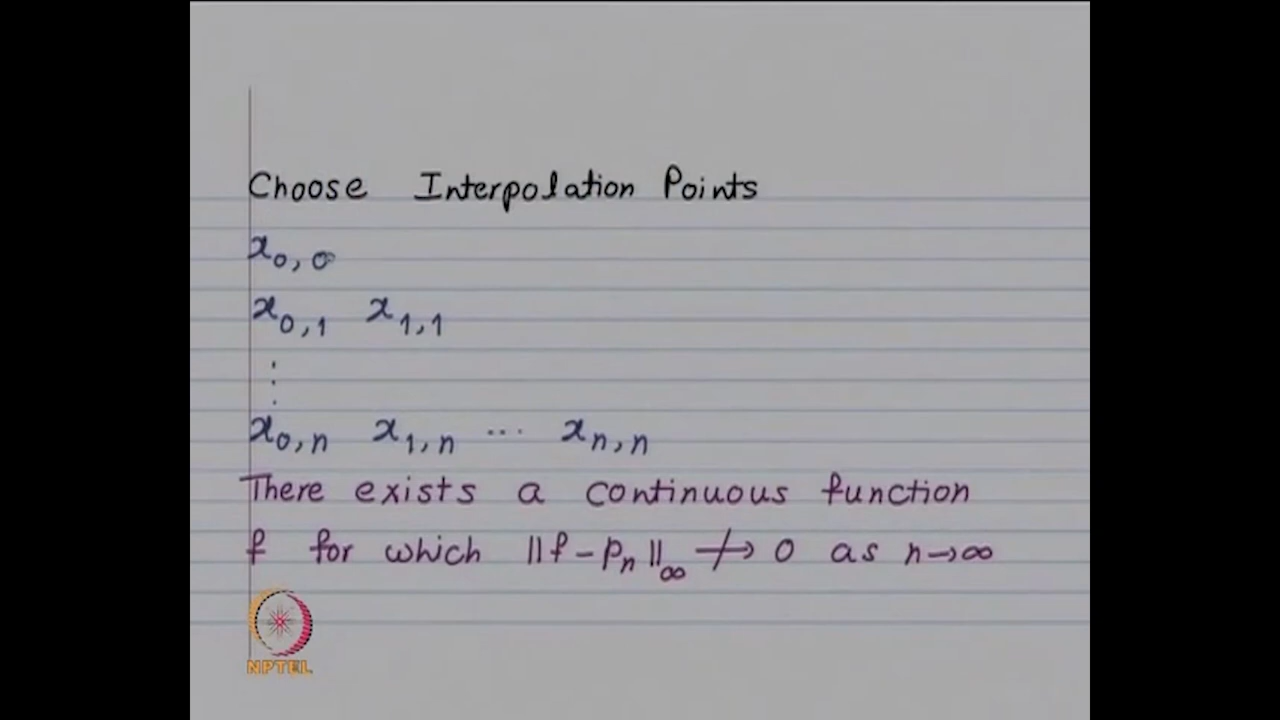 Choose Interpolation Points
x₀,₀
x₀,₁ x₁,₁
⋮
x₀,ₙ x₁,ₙ ... xₙ,ₙ
There exists a continuous function
f for which ||f - pₙ||∞ ↛ 0 as n→∞
NPTEL